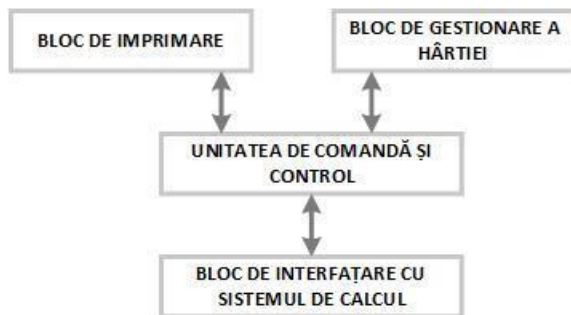 BLOC DE IMPRIMARE
BLOC DE GESTIONARE A
HÂRTIEI
UNITATEA DE COMANDĂ ȘI
CONTROL
BLOC DE INTERFAȚARE CU
SISTEMUL DE CALCUL